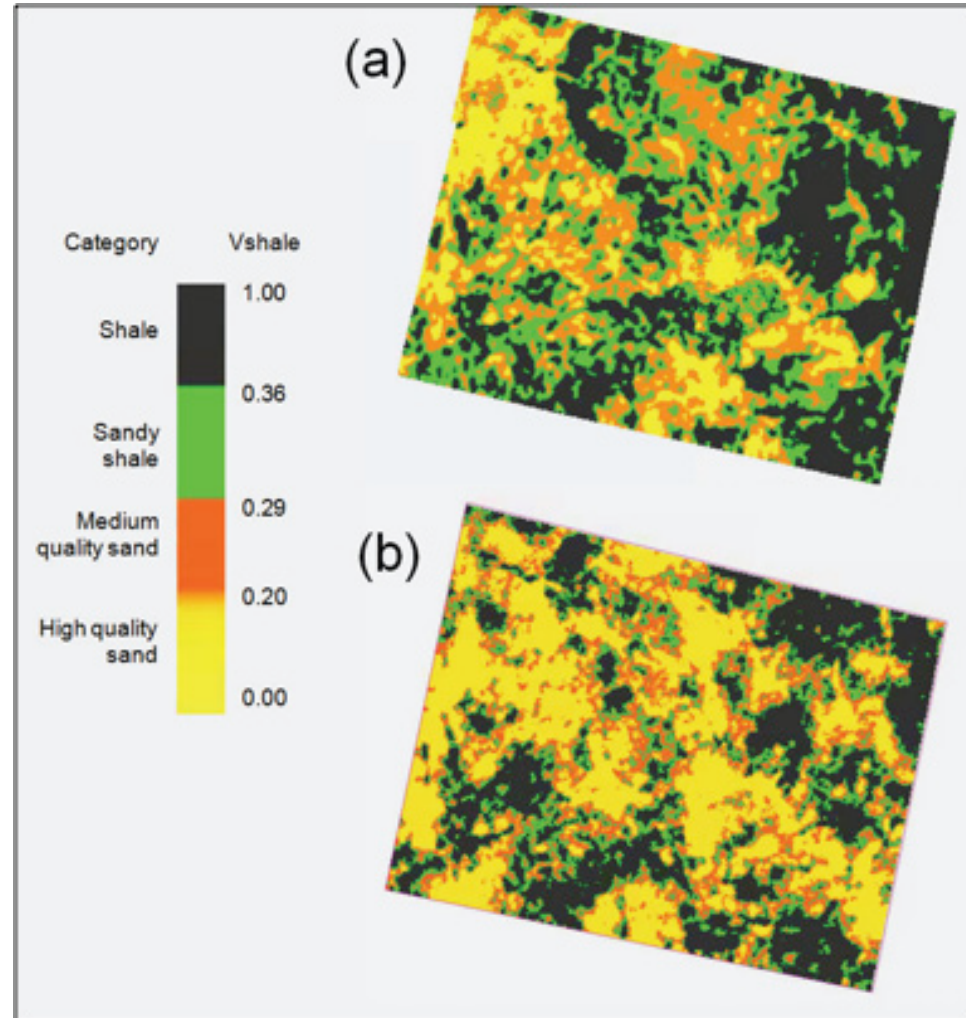 (a)
Category Vshale
1.00
Shale
0.36
Sandy
shale
0.29
Medium
quality sand
0.20
High quality
sand
0.00
(b)